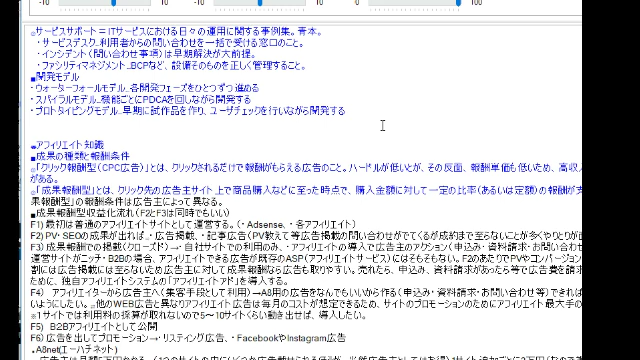 -10 0 10 -10 0 10 0 100
◎サービスサポート = ITサービスにおける日々の運用に関する事例集。青本。
・サービスデスク_利用者からの問い合わせを一括で受ける窓口のこと。
・インシデント（問い合わせ事項）は早期解決が大前提。
・ファシリティマネジメント_BCPなど、設備そのものを正しく管理すること。
■開発モデル
・ウォーターフォールモデル_各開発フェーズをひとつずつ進める
・スパイラルモデル_機能ごとにPDCAを回しながら開発する
・プロトタイピングモデル_早期に試作品を作り、ユーザチェックを行いながら開発する
●アフィリエイト知識
■成果の種類と報酬条件
◎「クリック報酬型（CPC広告）」とは、クリックされるだけで報酬がもらえる広告のこと。ハードルが低いとが、その反面、報酬単価も低いため、高収入
がある。
◎「成果報酬型」とは、クリック先の広告主サイト上で商品購入などに至った時点で、購入金額に対して一定の比率（あるいは定額）の報酬が支
果報酬型」の報酬条件は広告主によって異なる。
■成果報酬型収益化流れ（F2とF3は同時でもいい）
F1) 最初は普通のアフィリエイトサイトとして運営する。（・Adsense、・各アフィリエイト）
F2) PV・SEOの成果が出れば、・広告掲載、・記事広告（PV教えて等広告掲載の問い合わせがでてくるが成約まで至らないことが多くやりとりが面
F3) 成果報酬での掲載（クローズド）→・自社サイトでの利用のみ、・アフィリエイトの導入で広告主のアクション（申込み・資料請求・お問い合わせ
運営サイトがニッチ・B2Bの場合、アフィリエイトできる広告が既存のASP（アフィリエイトサービス）にはそもそもない。F2のあたりでPVやコンバージョン
割には広告掲載には至らないため広告主に対して成果報酬なら広告も取りやすい。売れたら、申込み、資料請求があったら等で広告費を請求
ために、独自アフィリエイトシステムの「アフィリエイトアド」を導入する。
F4) アフィリエイターから広告主へ（集客手段として利用）→A8用の広告をなんでもいいから作る（申込み・資料請求・お問い合わせ等）できれば
いようにしたい。_他のWEB広告と異なりアフィリエイト広告は毎月のコストが想定できるため、サイトのプロモーションのためにアフィリエイト最大手の
※1サイトでは利用料の採算が取れないので5〜10サイトくらい動き出せば、導入したい。
F5) B2Bアフィリエイトとして公開
F6) 広告を出してプロモーション→・リスティング広告、・FacebookやInstagram広告
・A8net(エーハチネット)